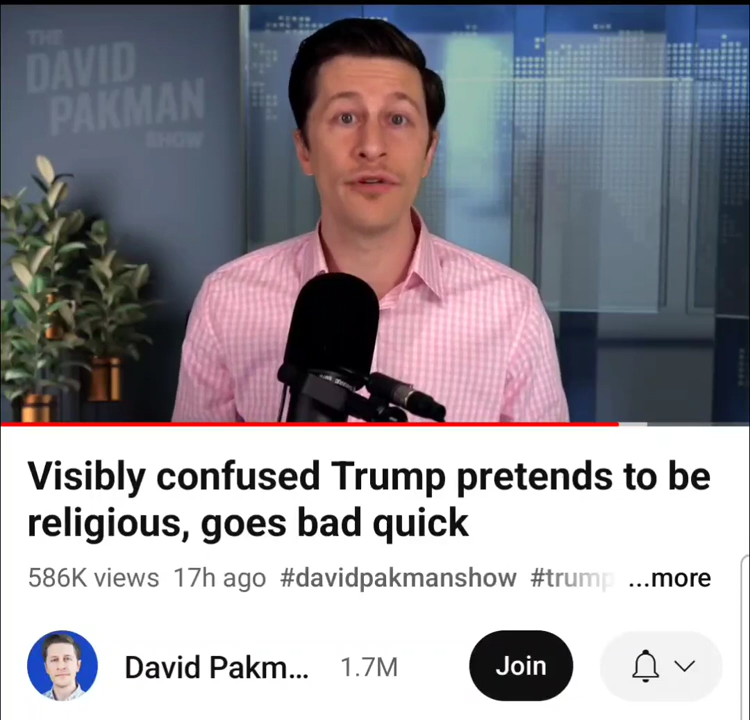 THE
DAVID
PAKMAN
SHOW
Visibly confused Trump pretends to be
religious, goes bad quick
586K views 17h ago #davidpakmanshow #trump ...more
David Pakm... 1.7M
Join